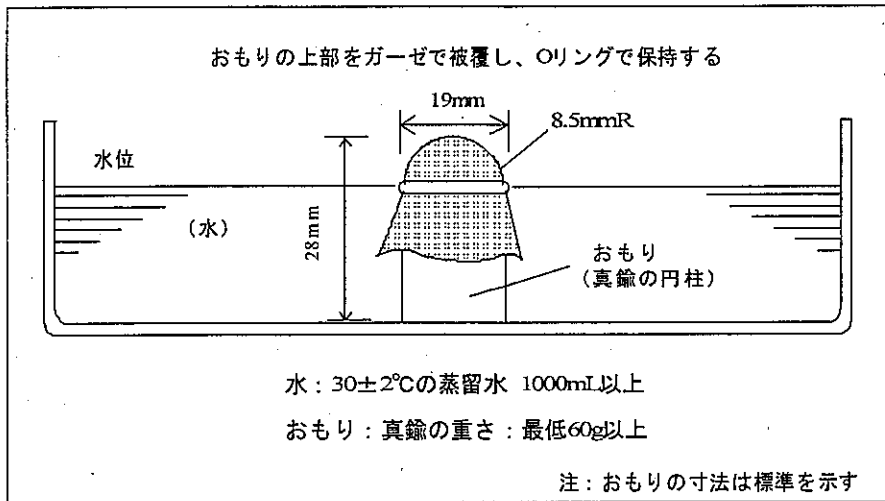 おもりの上部をガーゼで被覆し、Oリングで保持する
19mm
8.5mmR
水位
(水)
28mm
おもり
(真鍮の円柱)
水：30±2℃の蒸留水 1000mL以上
おもり：真鍮の重さ：最低60g以上
注：おもりの寸法は標準を示す